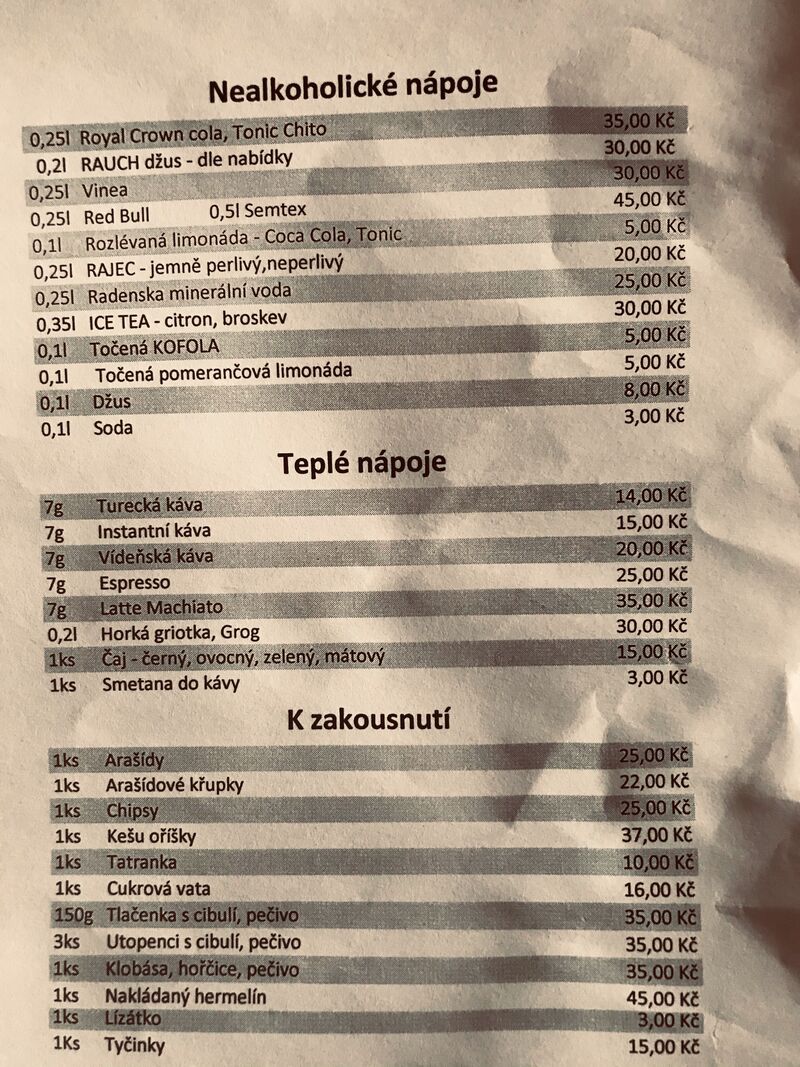 Nealkoholické nápoje
0,25l Royal Crown cola, Tonic Chito 35,00 Kč
0,2l RAUCH džus - dle nabídky 30,00 Kč
0,25l Vinea 30,00 Kč
0,25l Red Bull 0,5l Semtex 45,00 Kč
0,1l Rozlévaná limonáda - Coca Cola, Tonic 5,00 Kč
0,25l RAJEC - jemně perlivý,neperlivý 20,00 Kč
0,25l Radenska minerální voda 25,00 Kč
0,35l ICE TEA - citron, broskev 30,00 Kč
0,1l Točená KOFOLA 5,00 Kč
0,1l Točená pomerančová limonáda 5,00 Kč
0,1l Džus 8,00 Kč
0,1l Soda 3,00 Kč
Teplé nápoje
7g Turecká káva 14,00 Kč
7g Instantní káva 15,00 Kč
7g Vídeňská káva 20,00 Kč
7g Espresso 25,00 Kč
7g Latte Machiato 35,00 Kč
0,2l Horká griotka, Grog 30,00 Kč
1ks Čaj - černý, ovocný, zelený, mátový 15,00 Kč
1ks Smetana do kávy 3,00 Kč
K zakousnutí
1ks Arašídy 25,00 Kč
1ks Arašídové křupky 22,00 Kč
1ks Chipsy 25,00 Kč
1ks Kešu oříšky 37,00 Kč
1ks Tatranka 10,00 Kč
1ks Cukrová vata 16,00 Kč
150g Tlačenka s cibulí, pečivo 35,00 Kč
3ks Utopenci s cibulí, pečivo 35,00 Kč
1ks Klobása, hořčice, pečivo 35,00 Kč
1ks Nakládaný hermelín 45,00 Kč
1ks Lízátko 3,00 Kč
1Ks Tyčinky 15,00 Kč